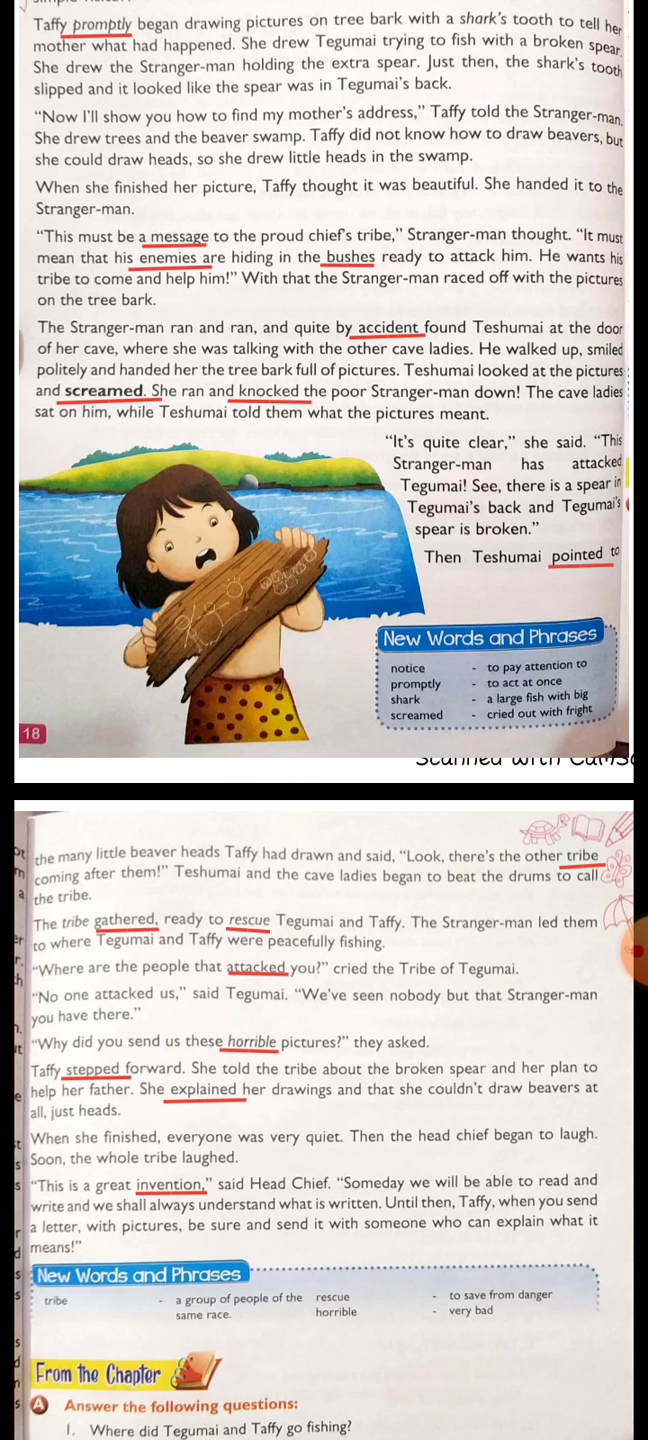 Taffy promptly began drawing pictures on tree bark with a shark's tooth to tell her
mother what had happened. She drew Tegumai trying to fish with a broken spear.
She drew the Stranger-man holding the extra spear. Just then, the shark's tooth
slipped and it looked like the spear was in Tegumai's back.
"Now I'll show you how to find my mother's address," Taffy told the Stranger-man.
She drew trees and the beaver swamp. Taffy did not know how to draw beavers, but
she could draw heads, so she drew little heads in the swamp.
When she finished her picture, Taffy thought it was beautiful. She handed it to the
Stranger-man.
"This must be a message to the proud chief's tribe," Stranger-man thought. "It must
mean that his enemies are hiding in the bushes ready to attack him. He wants his
tribe to come and help him!" With that the Stranger-man raced off with the pictures
on the tree bark.
The Stranger-man ran and ran, and quite by accident found Teshumai at the door
of her cave, where she was talking with the other cave ladies. He walked up, smiled
politely and handed her the tree bark full of pictures. Teshumai looked at the pictures
and screamed. She ran and knocked the poor Stranger-man down! The cave ladies
sat on him, while Teshumai told them what the pictures meant.
"It's quite clear," she said. "This
Stranger-man has attacked
Tegumai! See, there is a spear in
Tegumai's back and Tegumai's
spear is broken."
Then Teshumai pointed to
New Words and Phrases
notice - to pay attention to
promptly - to act at once
shark - a large fish with big
screamed - cried out with fright
18
Scanned with
the many little beaver heads Taffy had drawn and said, "Look, there's the other tribe
coming after them!" Teshumai and the cave ladies began to beat the drums to call
the tribe.
The tribe gathered, ready to rescue Tegumai and Taffy. The Stranger-man led them
to where Tegumai and Taffy were peacefully fishing.
"Where are the people that attacked you?" cried the Tribe of Tegumai.
"No one attacked us," said Tegumai. "We've seen nobody but that Stranger-man
you have there."
"Why did you send us these horrible pictures?" they asked.
Taffy stepped forward. She told the tribe about the broken spear and her plan to
help her father. She explained her drawings and that she couldn't draw beavers at
all, just heads.
When she finished, everyone was very quiet. Then the head chief began to laugh.
Soon, the whole tribe laughed.
"This is a great invention," said Head Chief. "Someday we will be able to read and
write and we shall always understand what is written. Until then, Taffy, when you send
a letter, with pictures, be sure and send it with someone who can explain what it
means!"
New Words and Phrases
tribe - a group of people of the same race.
rescue - to save from danger
horrible - very bad
From the Chapter
A Answer the following questions:
1. Where did Tegumai and Taffy go fishing?